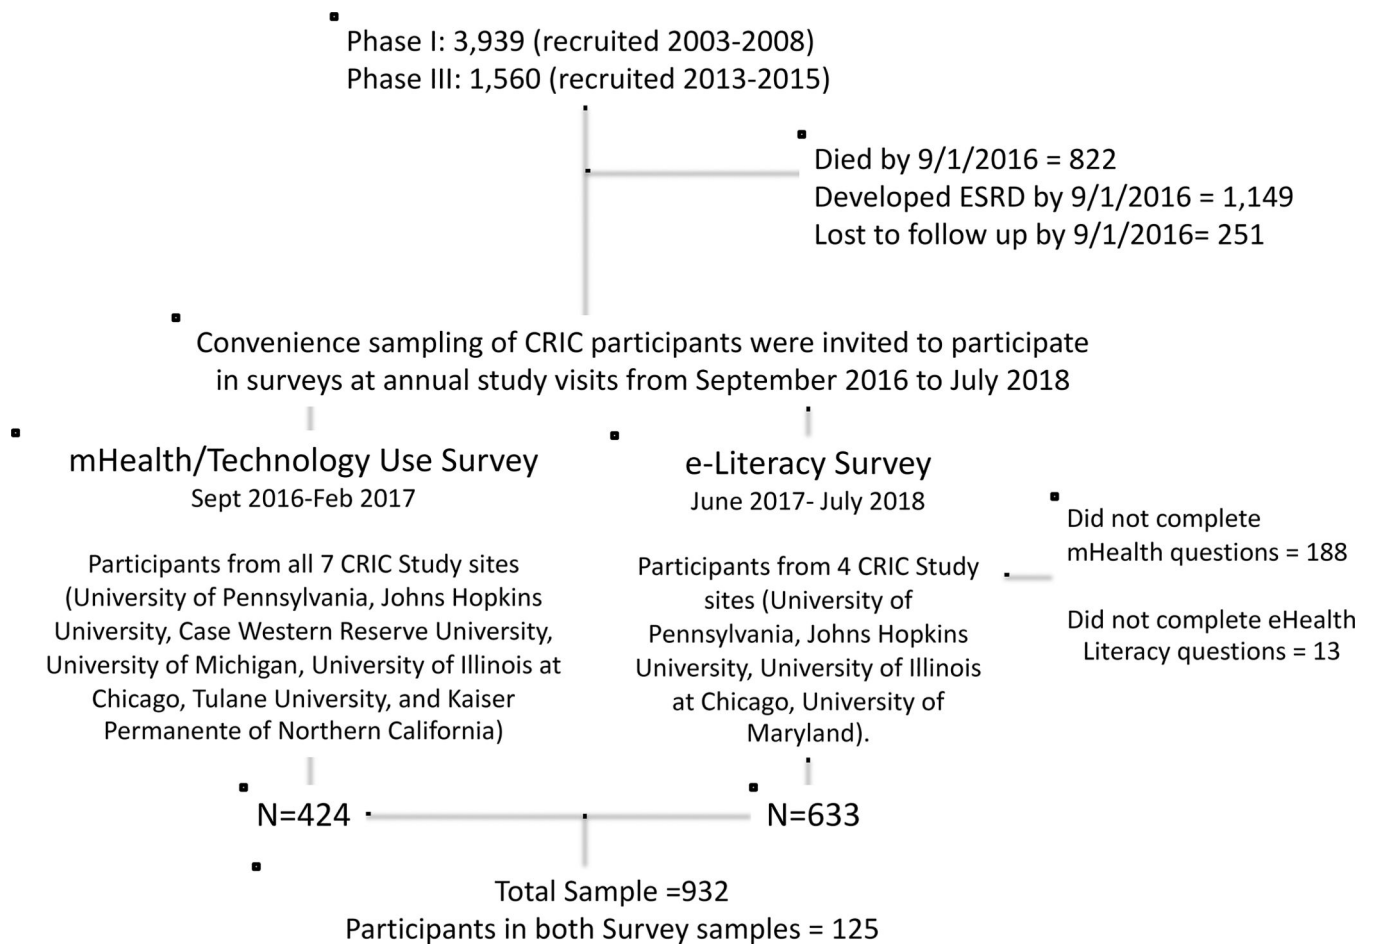 Phase I: 3,939 (recruited 2003-2008)
Phase III: 1,560 (recruited 2013-2015)
Died by 9/1/2016 = 822
Developed ESRD by 9/1/2016 = 1,149
Lost to follow up by 9/1/2016= 251
Convenience sampling of CRIC participants were invited to participate
in surveys at annual study visits from September 2016 to July 2018
mHealth/Technology Use Survey
Sept 2016-Feb 2017
Participants from all 7 CRIC Study sites
(University of Pennsylvania, Johns Hopkins
University, Case Western Reserve University,
University of Michigan, University of Illinois at
Chicago, Tulane University, and Kaiser
Permanente of Northern California)
e-Literacy Survey
June 2017- July 2018
Participants from 4 CRIC Study
sites (University of
Pennsylvania, Johns Hopkins
University, University of Illinois
at Chicago, University of
Maryland).
Did not complete
mHealth questions = 188
Did not complete eHealth
Literacy questions = 13
N=424
N=633
Total Sample =932
Participants in both Survey samples = 125